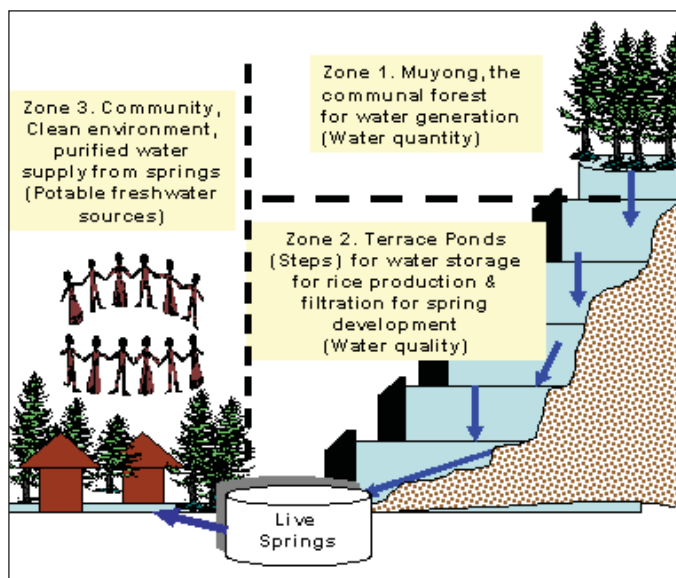 Zone 1. Muyong, the
communal forest
for water generation
(Water quantity)
Zone 3. Community,
Clean environment,
purified water
supply from springs
(Potable freshwater
sources)
Zone 2. Terrace Ponds
(Steps) for water storage
for rice production &
filtration for spring
development
(Water quality)
Live
Springs